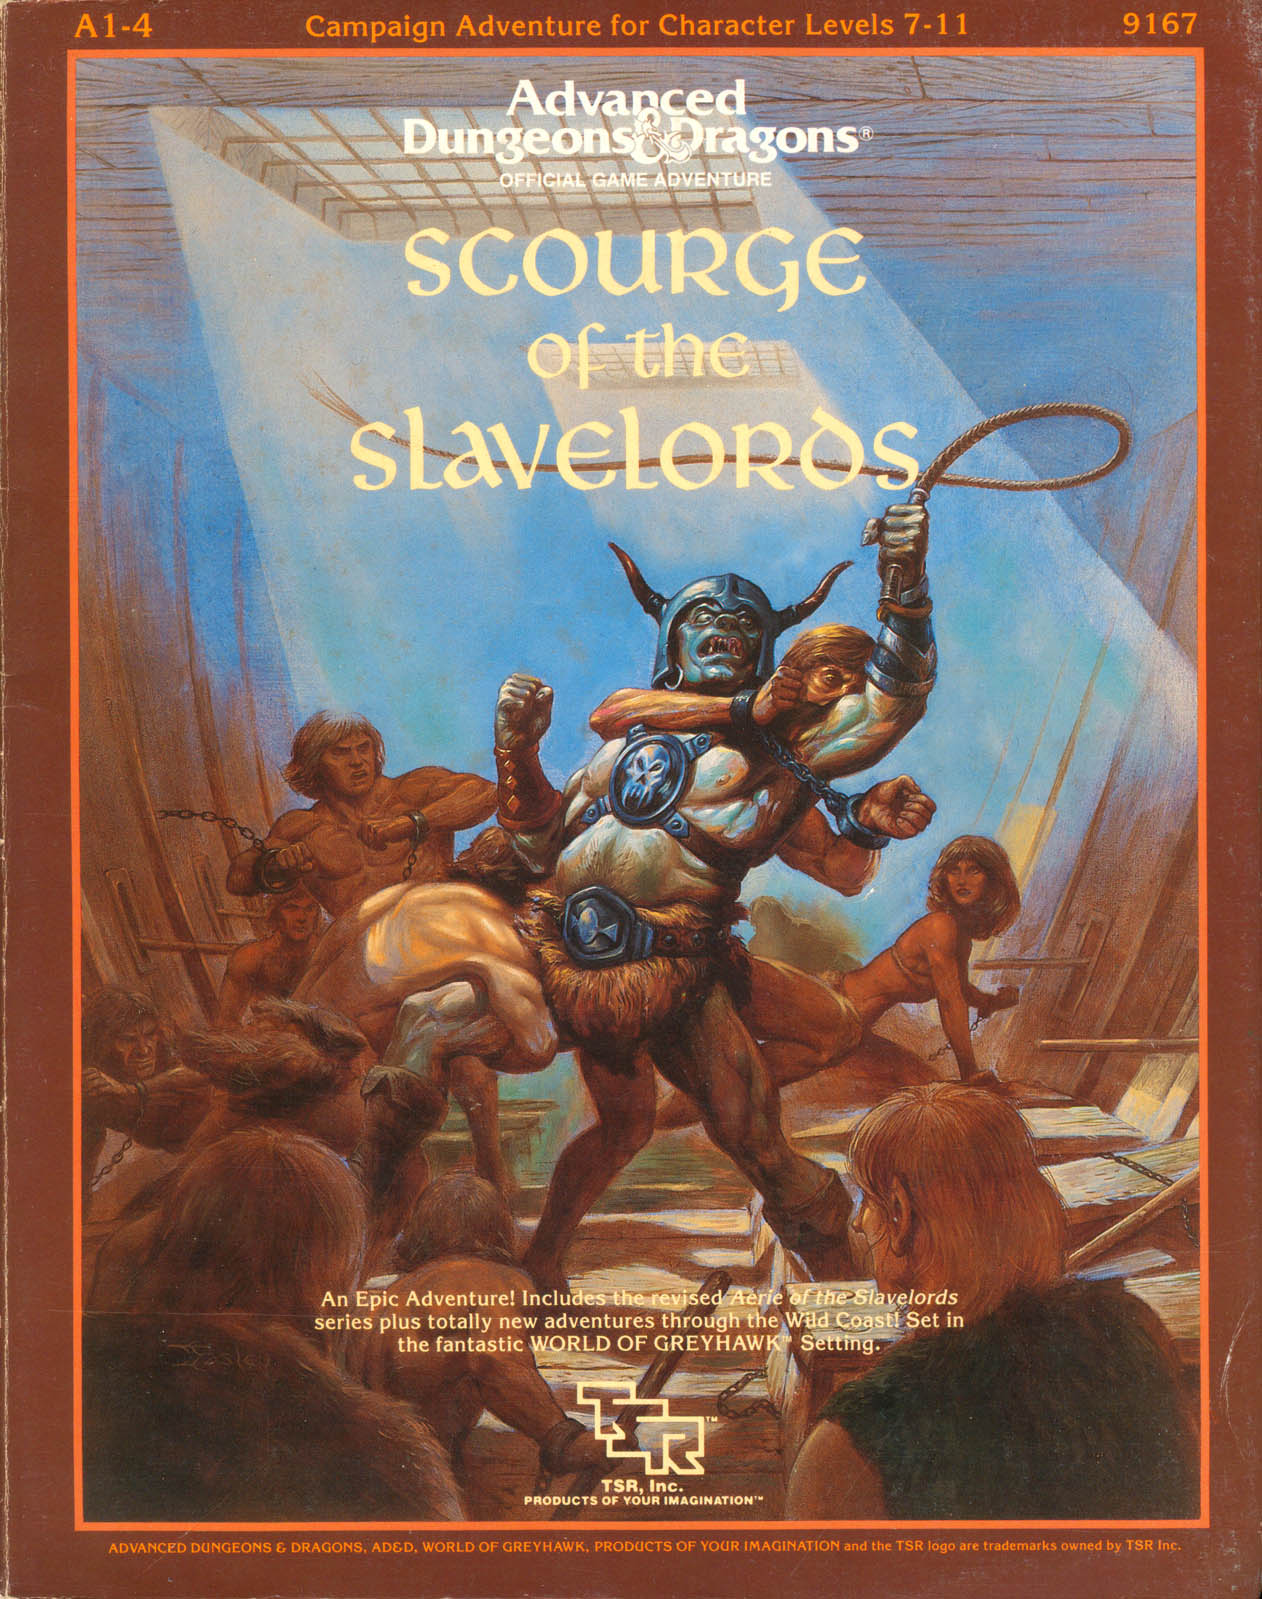 A1-4 Campaign Adventure for Character Levels 7-11 9167
Advanced
Dungeons & Dragons®
OFFICIAL GAME ADVENTURE
SCOURGE
of the
SLAVELORDS
An Epic Adventure! Includes the revised Aerie of the Slavelords
series plus totally new adventures through the Wild Coast! Set in
the fantastic WORLD OF GREYHAWK™ Setting.
Easley
TSR™
TSR, Inc.
PRODUCTS OF YOUR IMAGINATION™
ADVANCED DUNGEONS & DRAGONS, AD&D, WORLD OF GREYHAWK, PRODUCTS OF YOUR IMAGINATION and the TSR logo are trademarks owned by TSR Inc.